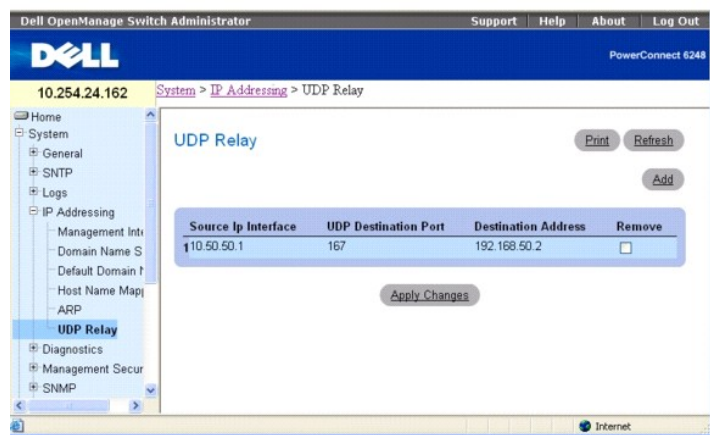 Dell OpenManage Switch Administrator Support Help About Log Out
DELL
PowerConnect 6248
10.254.24.162
System > IP Addressing > UDP Relay
Home
System
General
SNTP
Logs
IP Addressing
Management Inte
Domain Name S
Default Domain N
Host Name Mapp
ARP
UDP Relay
Diagnostics
Management Secur
SNMP
UDP Relay
Print Refresh
Add
Source Ip Interface UDP Destination Port Destination Address Remove
1 10.50.50.1 167 192.168.50.2
Apply Changes
Internet